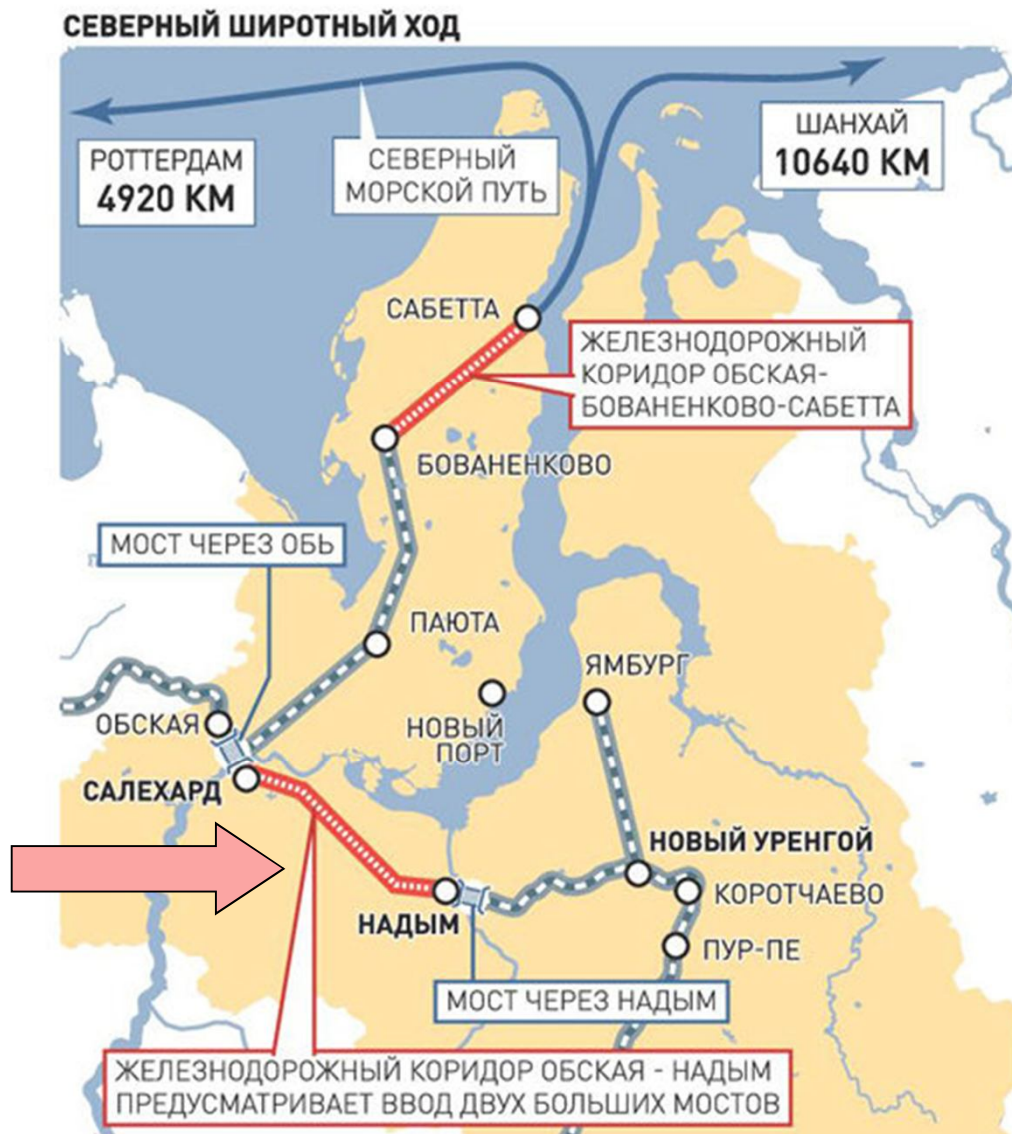 СЕВЕРНЫЙ ШИРОТНЫЙ ХОД
РОТТЕРДАМ
4920 КМ
СЕВЕРНЫЙ
МОРСКОЙ ПУТЬ
ШАНХАЙ
10640 КМ
САБЕТТА
ЖЕЛЕЗНОДОРОЖНЫЙ
КОРИДОР ОБСКАЯ-
БОВАНЕНКОВО-САБЕТТА
БОВАНЕНКОВО
МОСТ ЧЕРЕЗ ОБЬ
ПАЮТА
ЯМБУРГ
ОБСКАЯ
НОВЫЙ
ПОРТ
САЛЕХАРД
НОВЫЙ УРЕНГОЙ
КОРОТЧАЕВО
НАДЫМ
ПУР-ПЕ
МОСТ ЧЕРЕЗ НАДЫМ
ЖЕЛЕЗНОДОРОЖНЫЙ КОРИДОР ОБСКАЯ - НАДЫМ
ПРЕДУСМАТРИВАЕТ ВВОД ДВУХ БОЛЬШИХ МОСТОВ